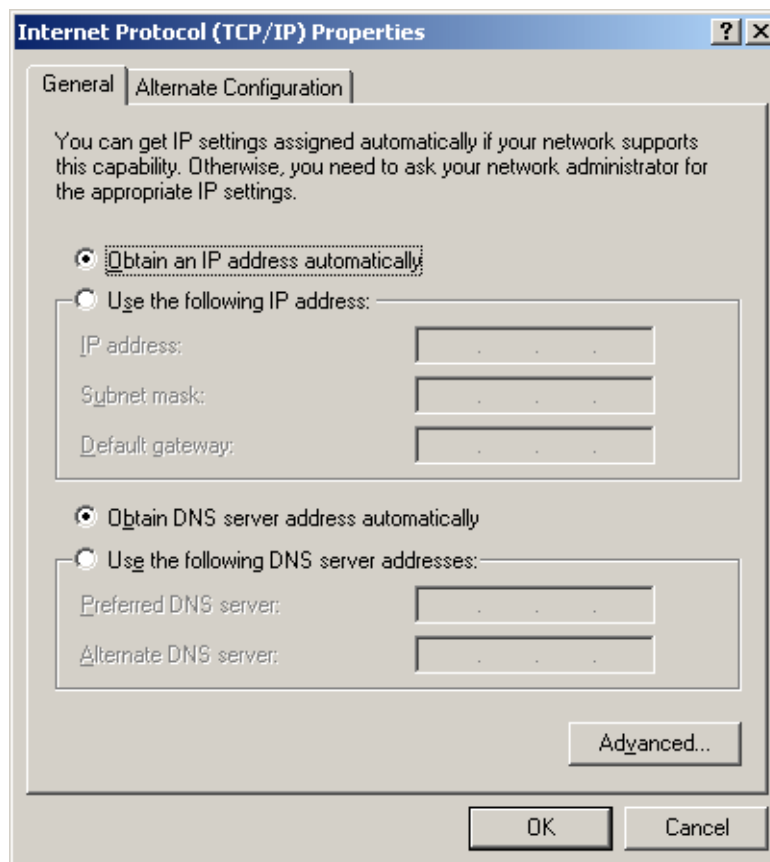 Internet Protocol (TCP/IP) Properties
General
Alternate Configuration
You can get IP settings assigned automatically if your network supports
this capability. Otherwise, you need to ask your network administrator for
the appropriate IP settings.
Obtain an IP address automatically
Use the following IP address:
IP address:
Subnet mask:
Default gateway:
Obtain DNS server address automatically
Use the following DNS server addresses:
Preferred DNS server:
Alternate DNS server:
Advanced...
OK
Cancel